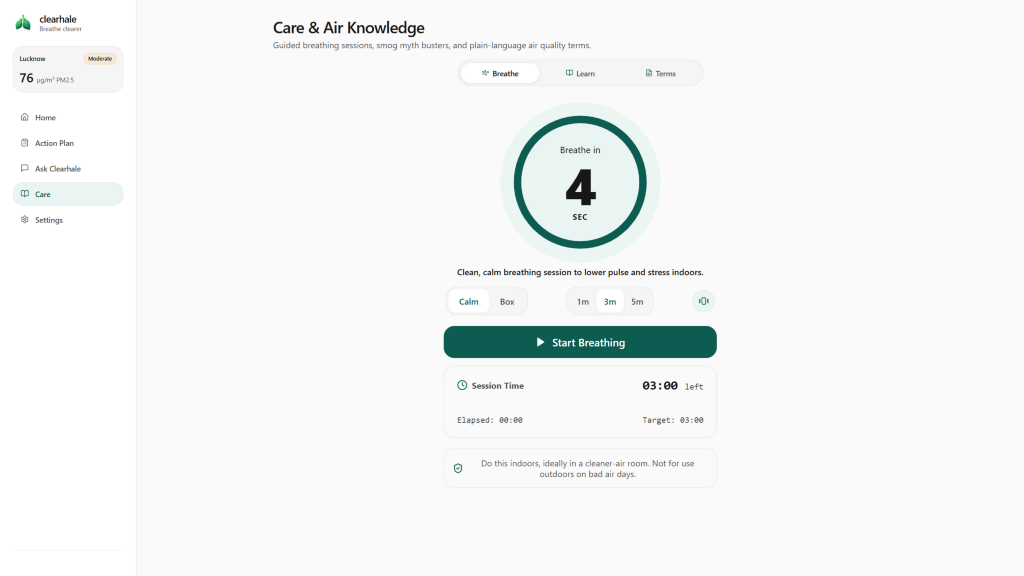 clearhale
Breathe clearer
Lucknow
Moderate
76 µg/m³ PM2.5
Home
Action Plan
Ask Clearhale
Care
Settings
Care & Air Knowledge
Guided breathing sessions, smog myth busters, and plain-language air quality terms.
Breathe
Learn
Terms
Breathe in
4
SEC
Clean, calm breathing session to lower pulse and stress indoors.
Calm
Box
1m
3m
5m
Start Breathing
Session Time
03:00 left
Elapsed: 00:00
Target: 03:00
Do this indoors, ideally in a cleaner-air room. Not for use
outdoors on bad air days.